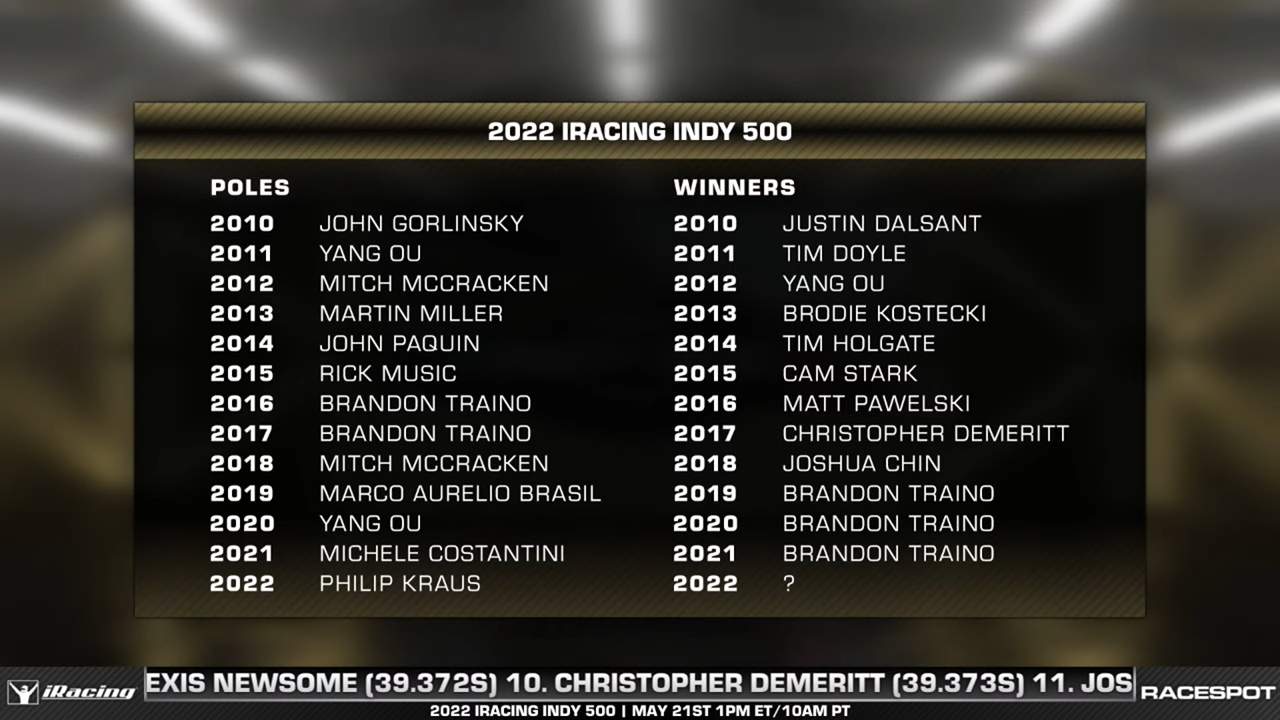 2022 IRACING INDY 500
POLES
2010 JOHN GORLINSKY
2011 YANG OU
2012 MITCH MCCRACKEN
2013 MARTIN MILLER
2014 JOHN PAQUIN
2015 RICK MUSIC
2016 BRANDON TRAINO
2017 BRANDON TRAINO
2018 MITCH MCCRACKEN
2019 MARCO AURELIO BRASIL
2020 YANG OU
2021 MICHELE COSTANTINI
2022 PHILIP KRAUS
WINNERS
2010 JUSTIN DALSANT
2011 TIM DOYLE
2012 YANG OU
2013 BRODIE KOSTECKI
2014 TIM HOLGATE
2015 CAM STARK
2016 MATT PAWELSKI
2017 CHRISTOPHER DEMERITT
2018 JOSHUA CHIN
2019 BRANDON TRAINO
2020 BRANDON TRAINO
2021 BRANDON TRAINO
2022 ?
iRacing EXIS NEWSOME (39.372S) 10. CHRISTOPHER DEMERITT (39.373S) 11. JOS RACESPOT
2022 IRACING INDY 500 | MAY 21ST 1PM ET/10AM PT